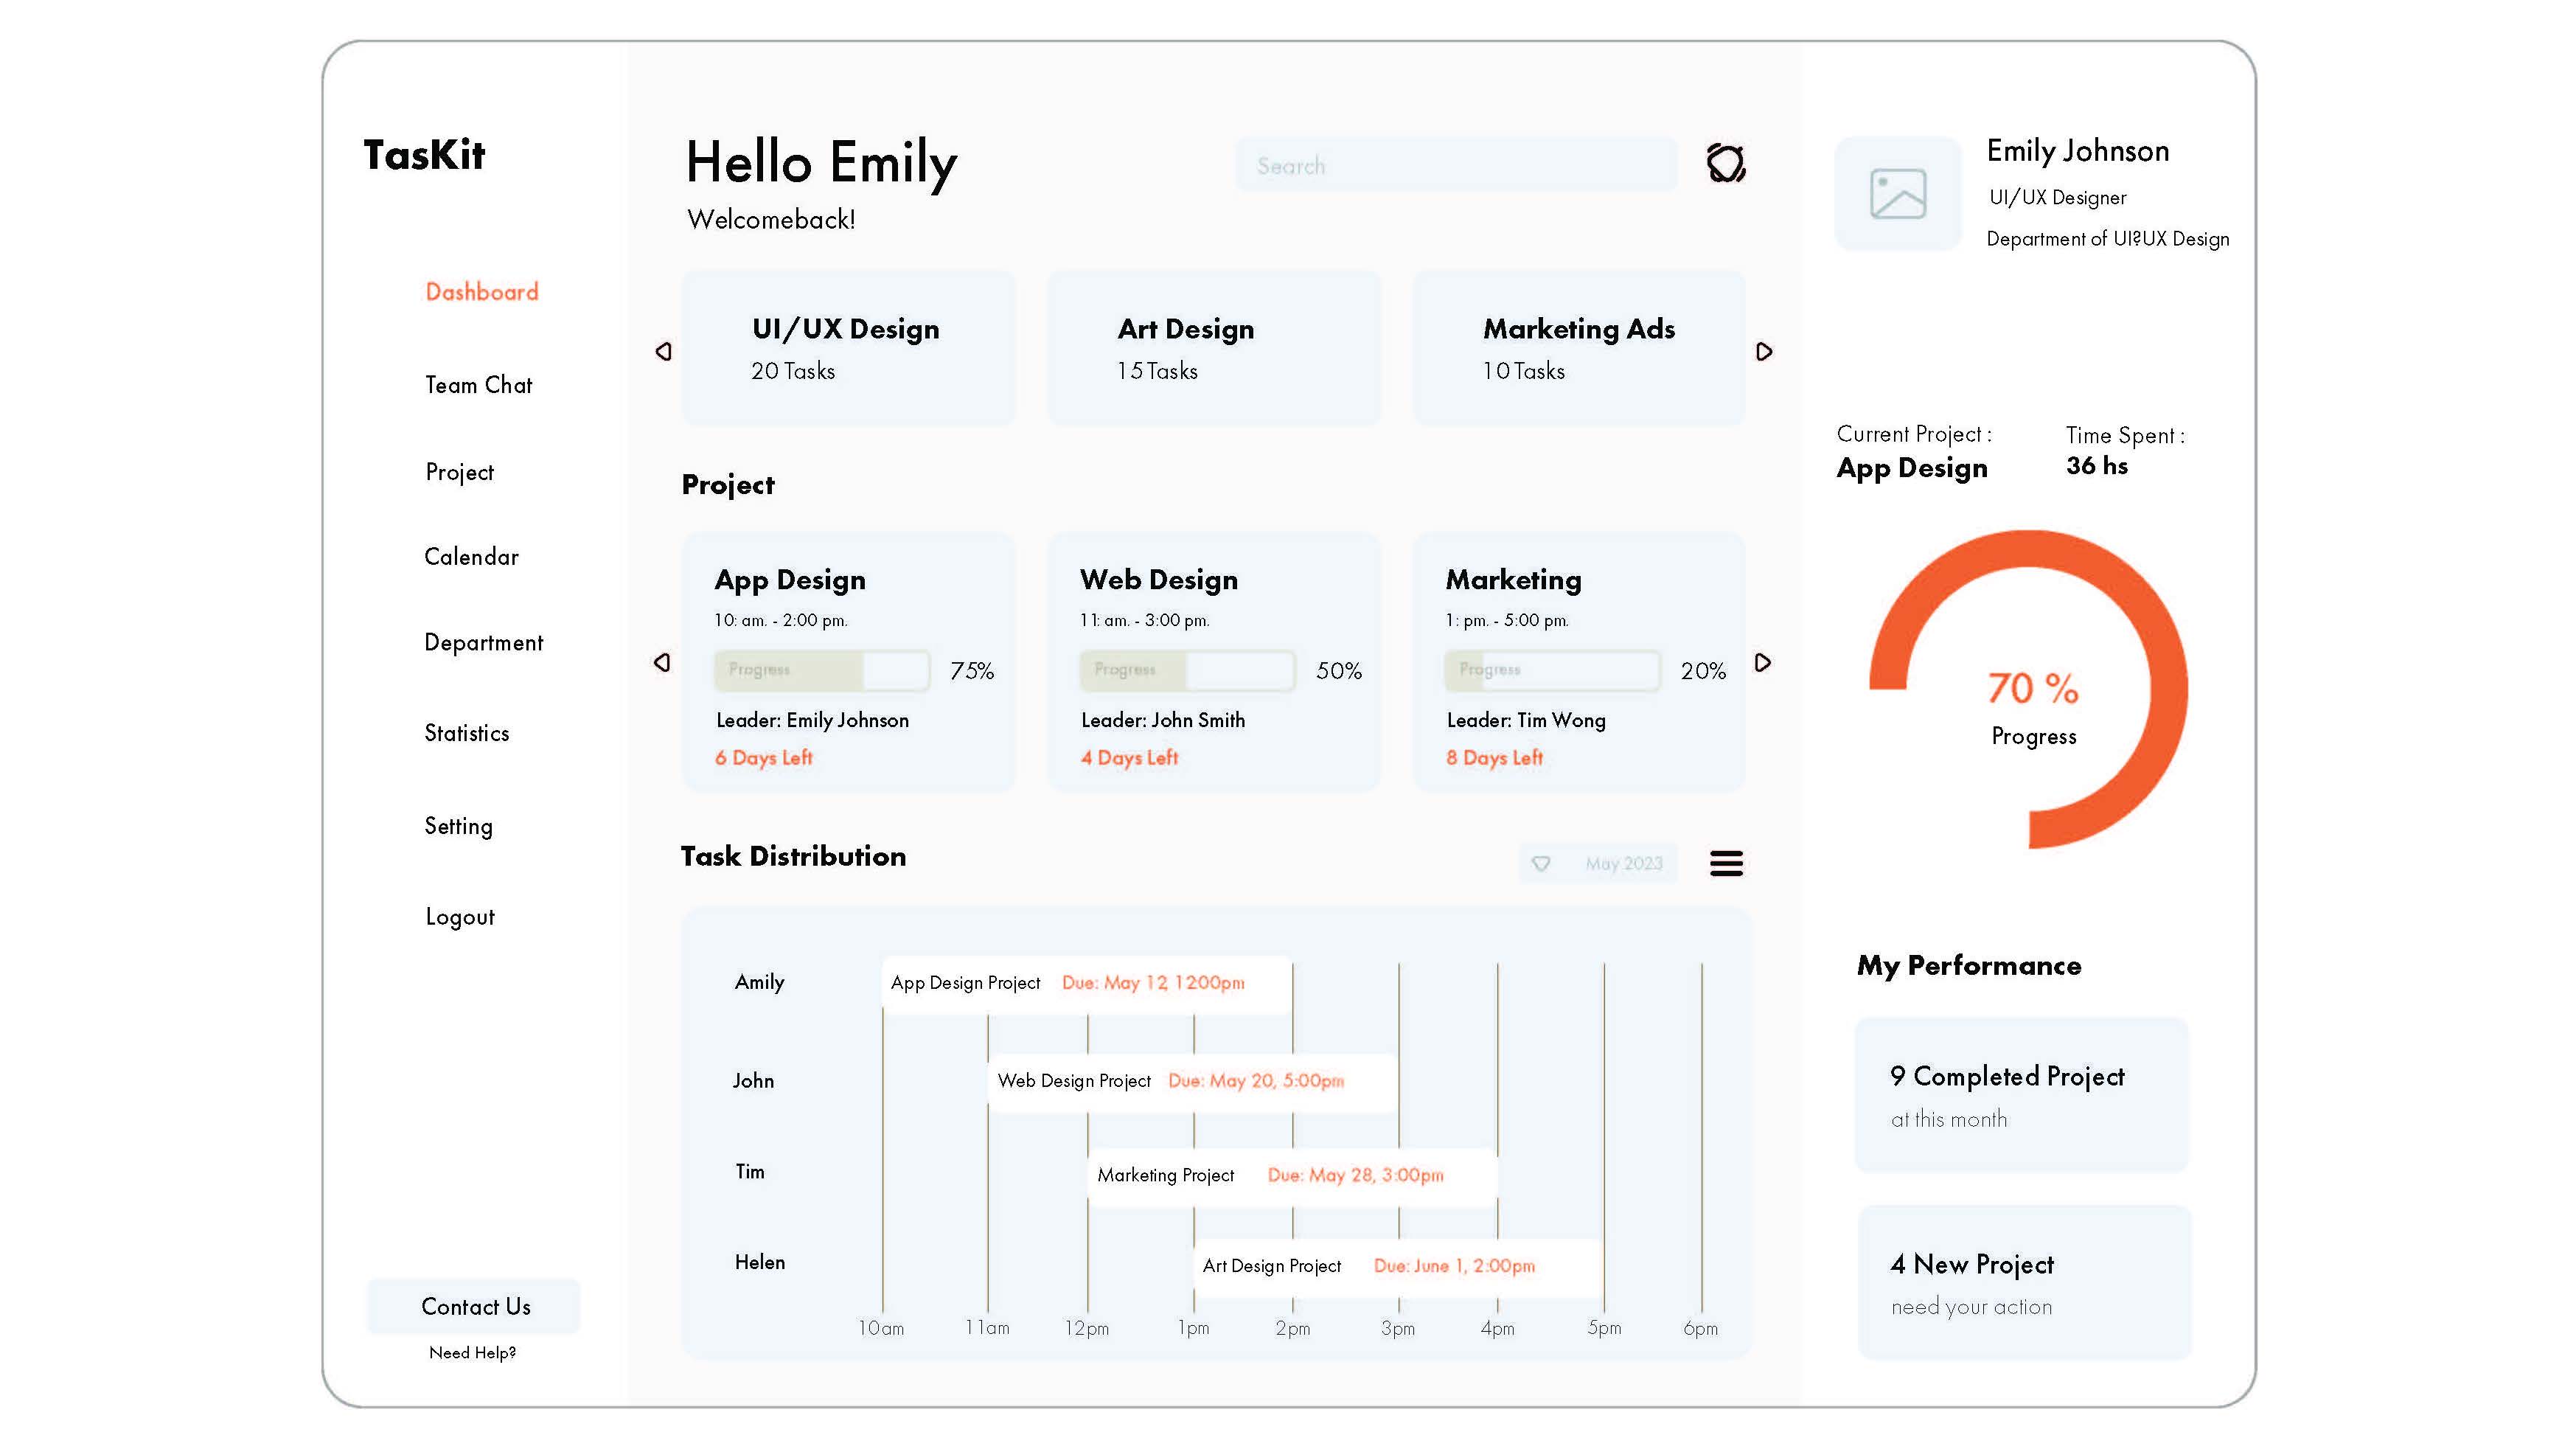 TasKit
Dashboard
Team Chat
Project
Calendar
Department
Statistics
Setting
Logout
Contact Us
Need Help?
Hello Emily
Welcomeback!
Search
UI/UX Design
20 Tasks
Art Design
15 Tasks
Marketing Ads
10 Tasks
Project
App Design
10: am. - 2:00 pm.
Progress
75%
Leader: Emily Johnson
6 Days Left
Web Design
11: am. - 3:00 pm.
Progress
50%
Leader: John Smith
4 Days Left
Marketing
1: pm. - 5:00 pm.
Progress
20%
Leader: Tim Wong
8 Days Left
Task Distribution
May 2023
Amily
App Design Project Due: May 12 1200pm
John
Web Design Project Due: May 20, 5:00pm
Tim
Marketing Project Due: May 28, 3:00pm
Helen
Art Design Project Due: June 1, 2:00pm
10am 11am 12pm 1pm 2pm 3pm 4pm 5pm 6pm
Emily Johnson
UI/UX Designer
Department of UI?UX Design
Current Project :
App Design
Time Spent :
36 hs
70 %
Progress
My Performance
9 Completed Project
at this month
4 New Project
need your action